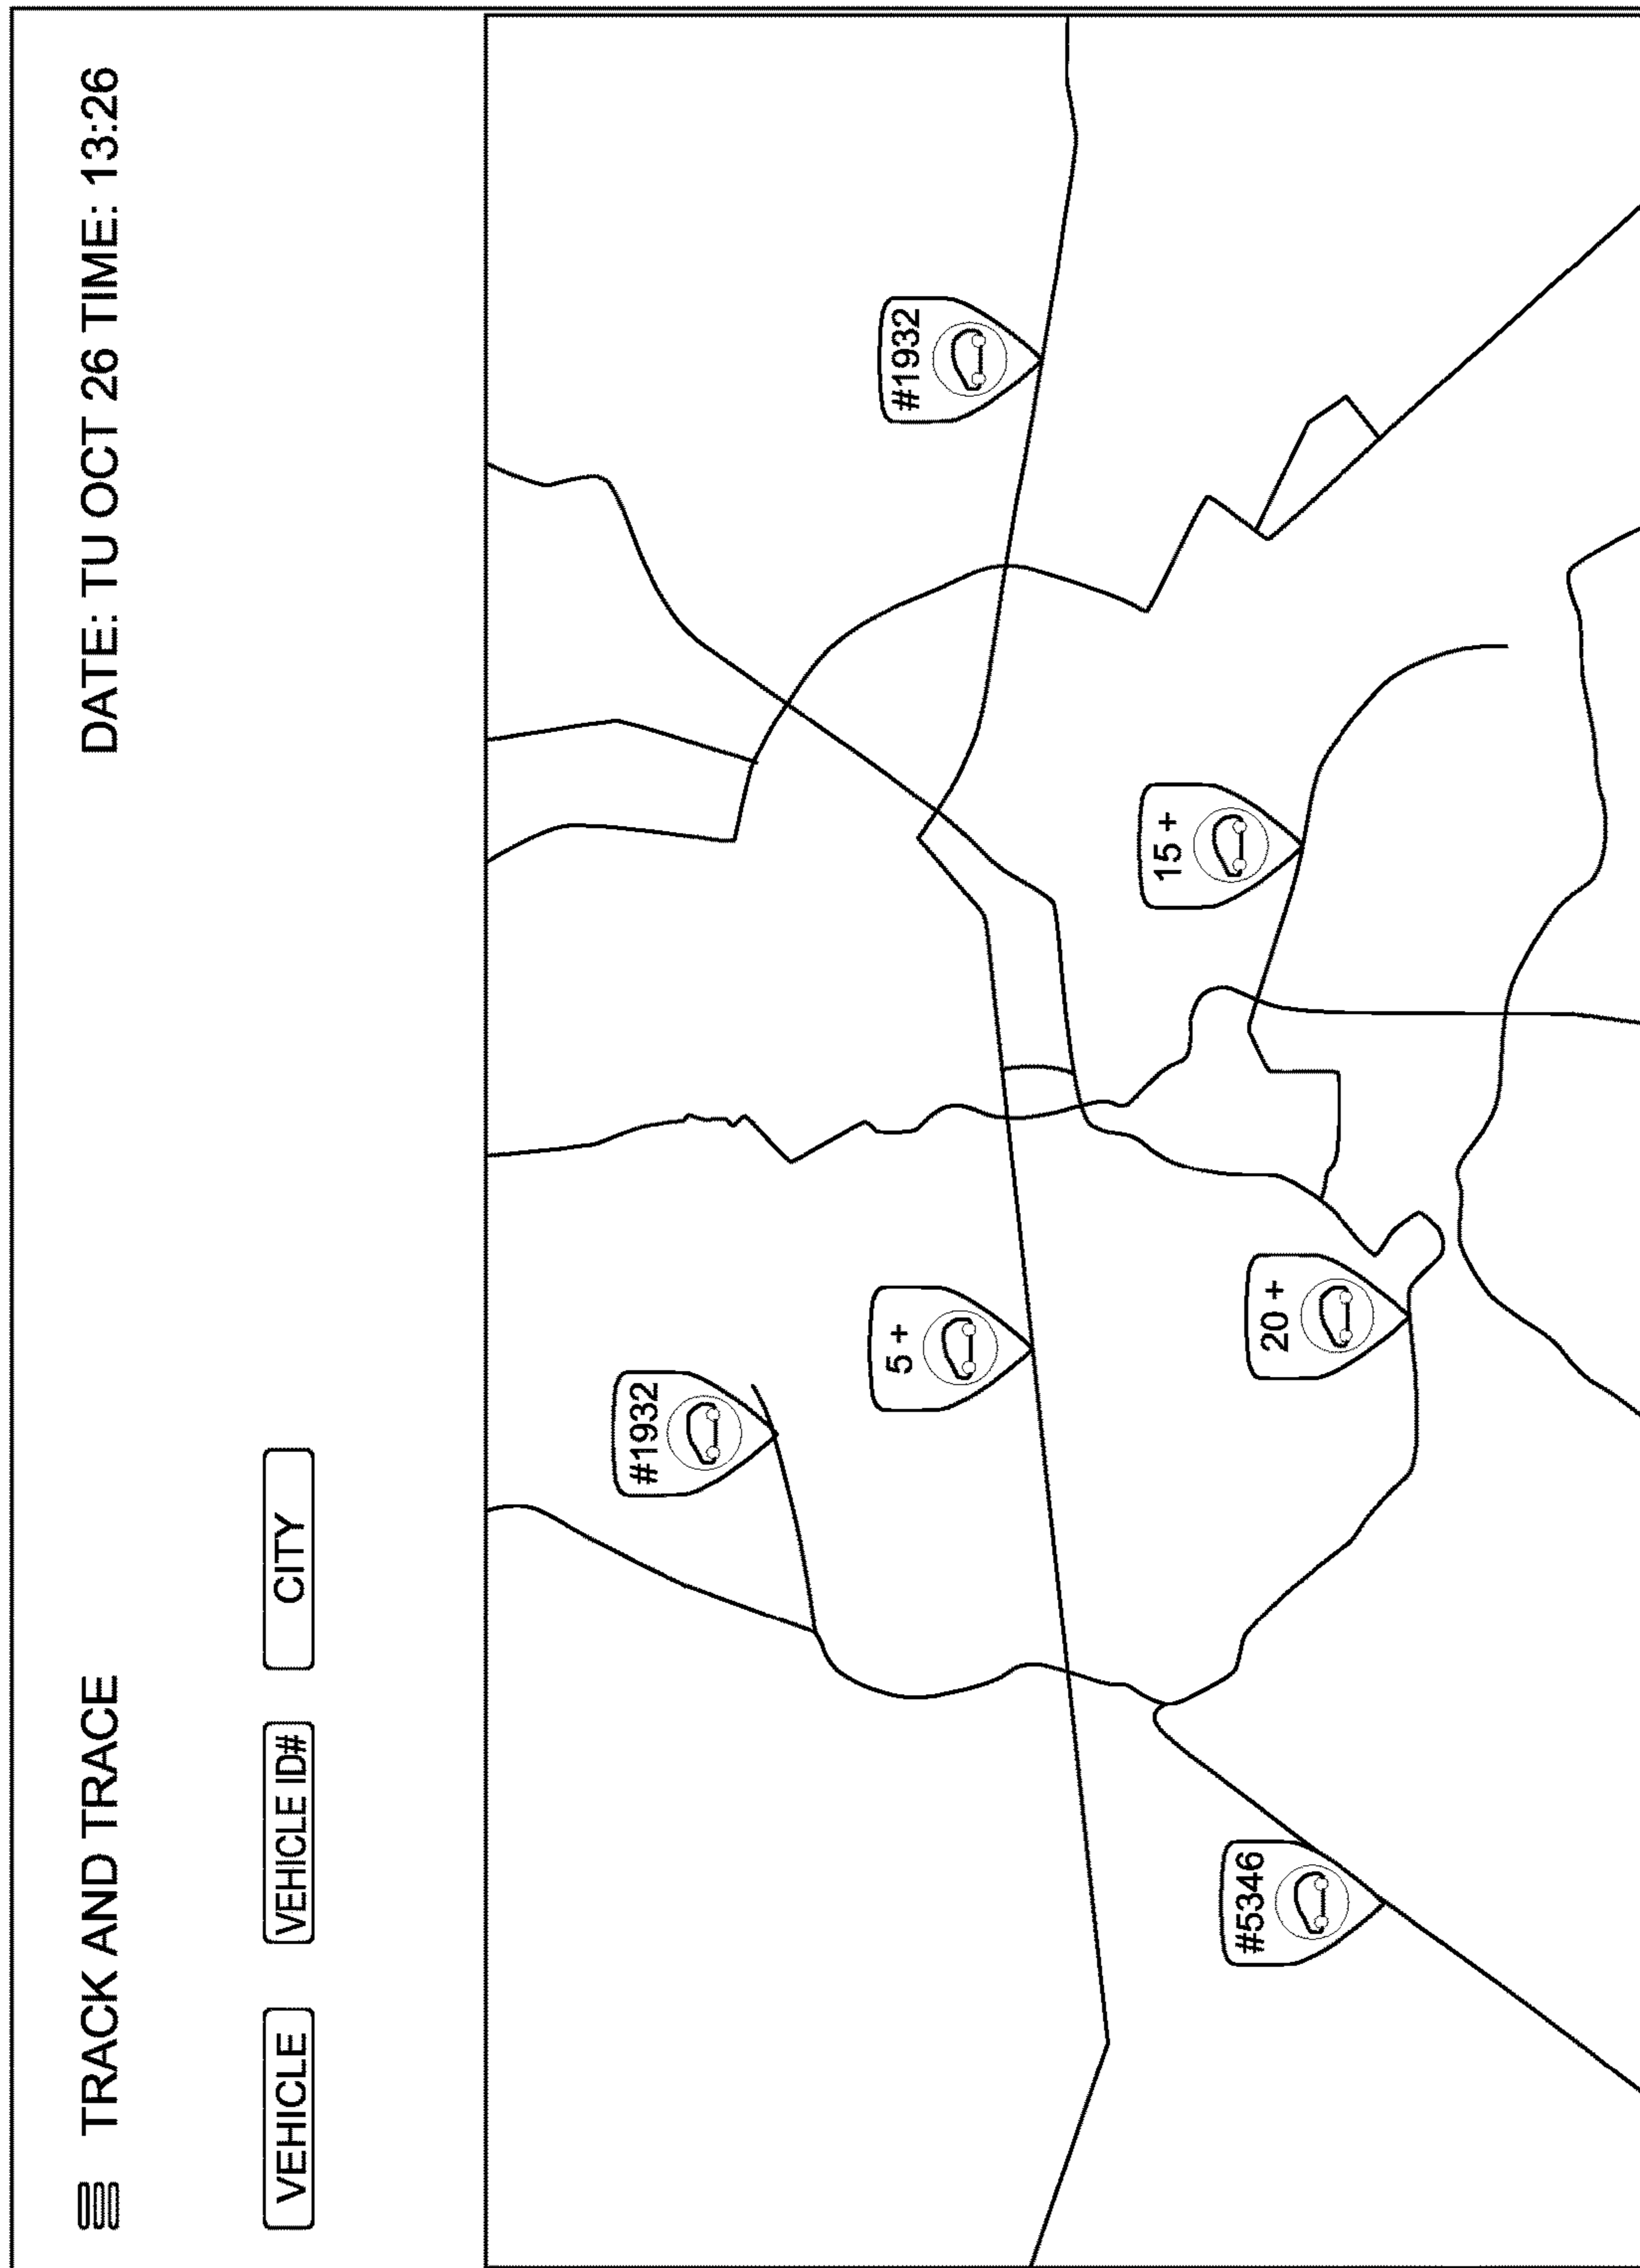 TRACK AND TRACE
DATE: TU OCT 26 TIME: 13:26
VEHICLE
VEHICLE ID#
CITY
#1932
#1932
5 +
15 +
#5346
20 +